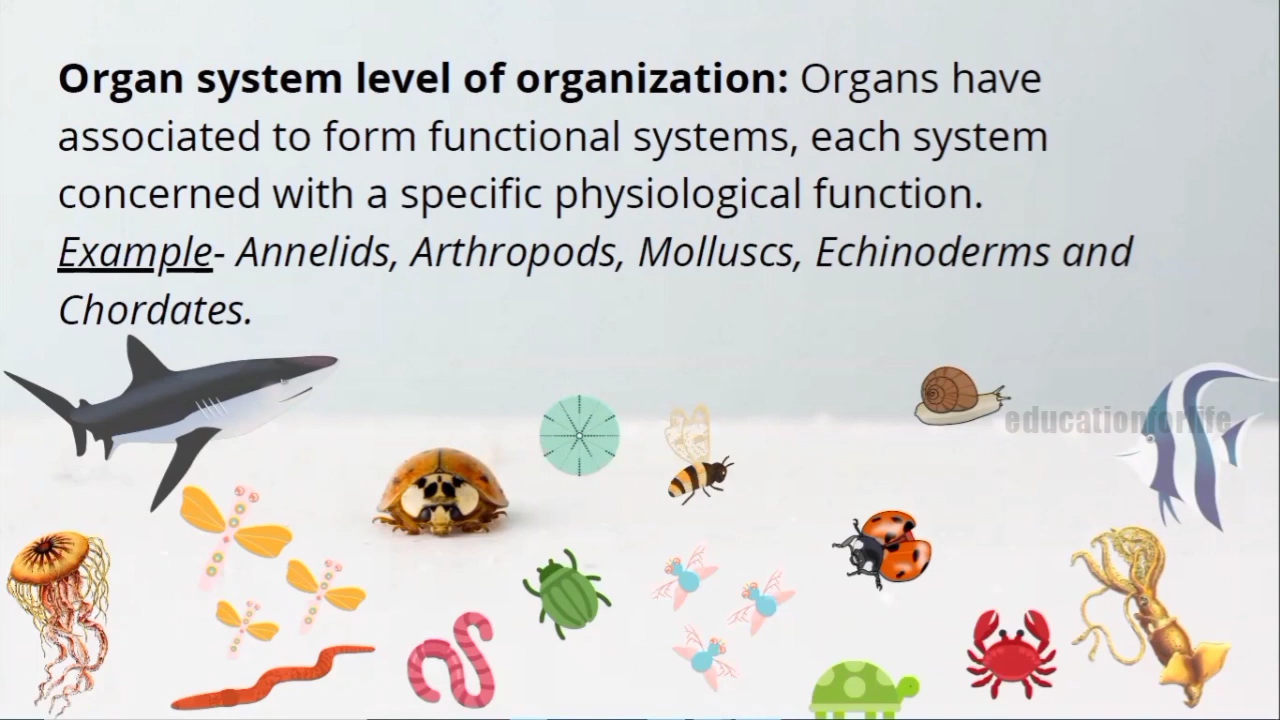 Organ system level of organization: Organs have
associated to form functional systems, each system
concerned with a specific physiological function.
Example- Annelids, Arthropods, Molluscs, Echinoderms and
Chordates.
educationforlife